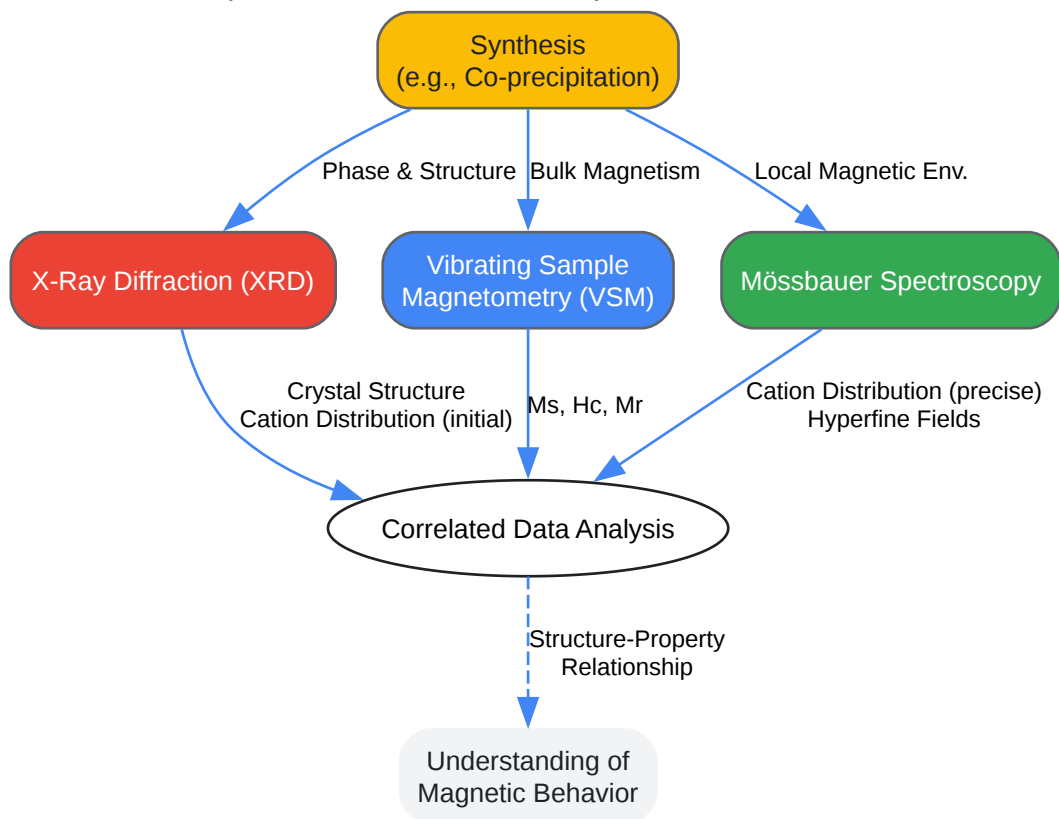 Synthesis
(e.g., Co-precipitation)
Phase & Structure
Bulk Magnetism
Local Magnetic Env.
X-Ray Diffraction (XRD)
Vibrating Sample
Magnetometry (VSM)
Mössbauer Spectroscopy
Crystal Structure
Cation Distribution (initial)
Ms, Hc, Mr
Cation Distribution (precise)
Hyperfine Fields
Correlated Data Analysis
Structure-Property
Relationship
Understanding of
Magnetic Behavior